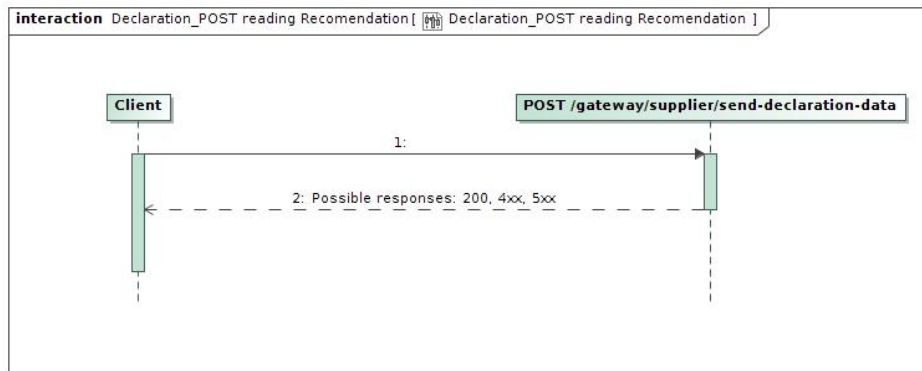 interaction Declaration_POST reading Recomendation[ Declaration_POST reading Recomendation ]
Client
POST /gateway/supplier/send-declaration-data
1:
2: Possible responses: 200, 4xx, 5xx